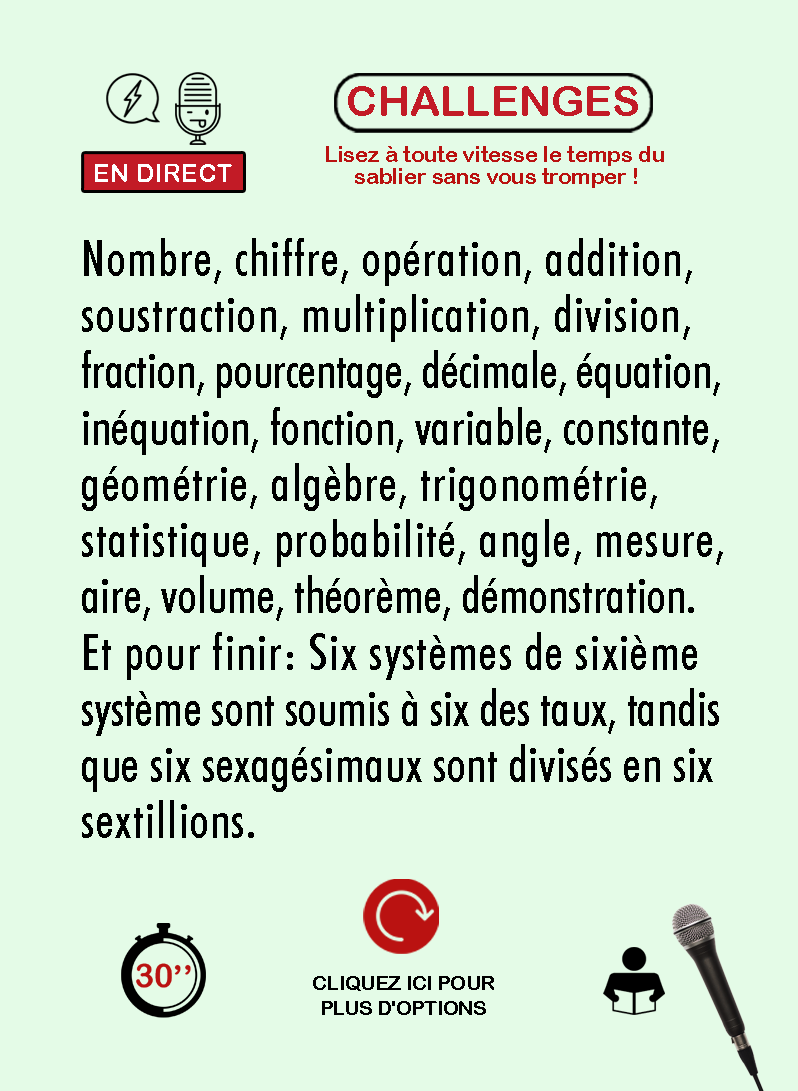 EN DIRECT
CHALLENGES
Lisez à toute vitesse le temps du
sablier sans vous tromper !
Nombre, chiffre, opération, addition,
soustraction, multiplication, division,
fraction, pourcentage, décimale, équation,
inéquation, fonction, variable, constante,
géométrie, algèbre, trigonométrie,
statistique, probabilité, angle, mesure,
aire, volume, théorème, démonstration.
Et pour finir: Six systèmes de sixième
système sont soumis à six des taux, tandis
que six sexagésimaux sont divisés en six
sextillions.
30’’
CLIQUEZ ICI POUR
PLUS D'OPTIONS